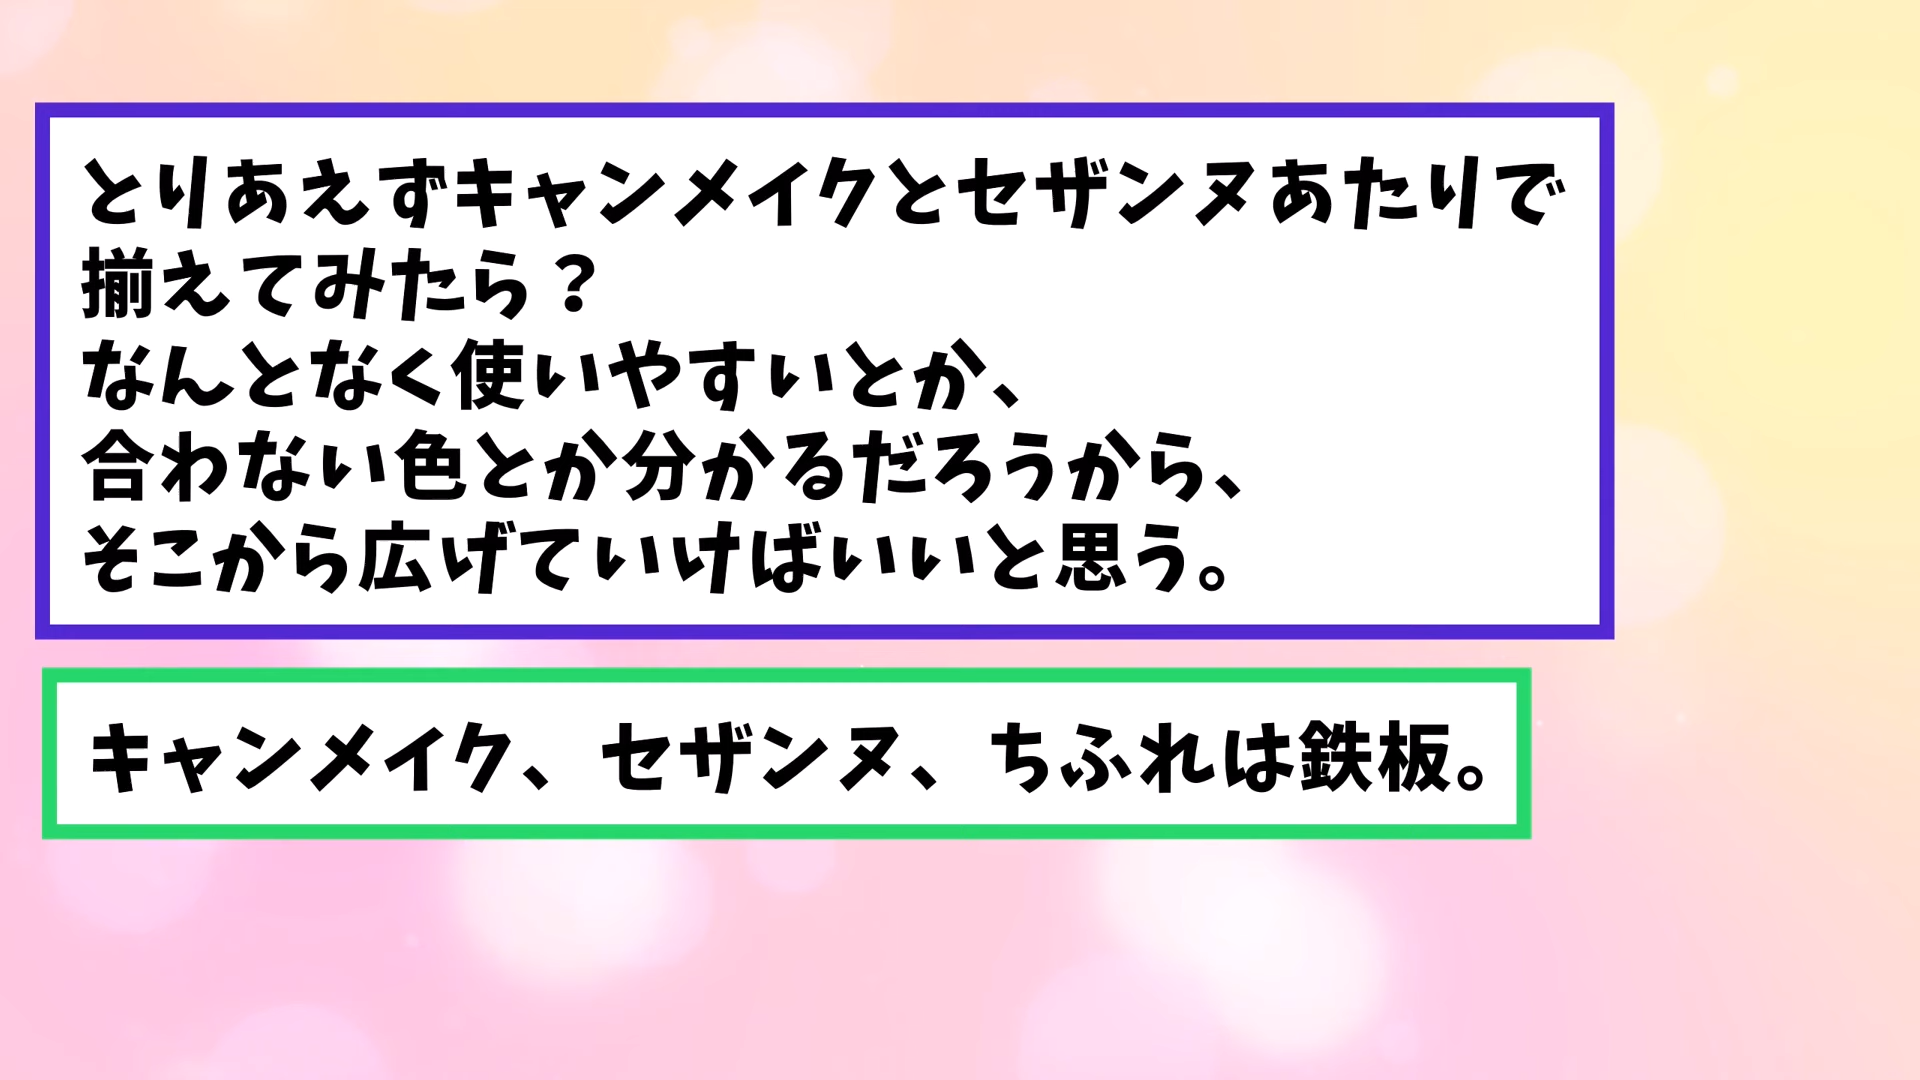 とりあえずキャンメイクとセザンヌあたりで
揃えてみたら？
なんとなく使いやすいとか、
合わない色とか分かるだろうから、
そこから広げていけばいいと思う。
キャンメイク、セザンヌ、ちふれは鉄板。